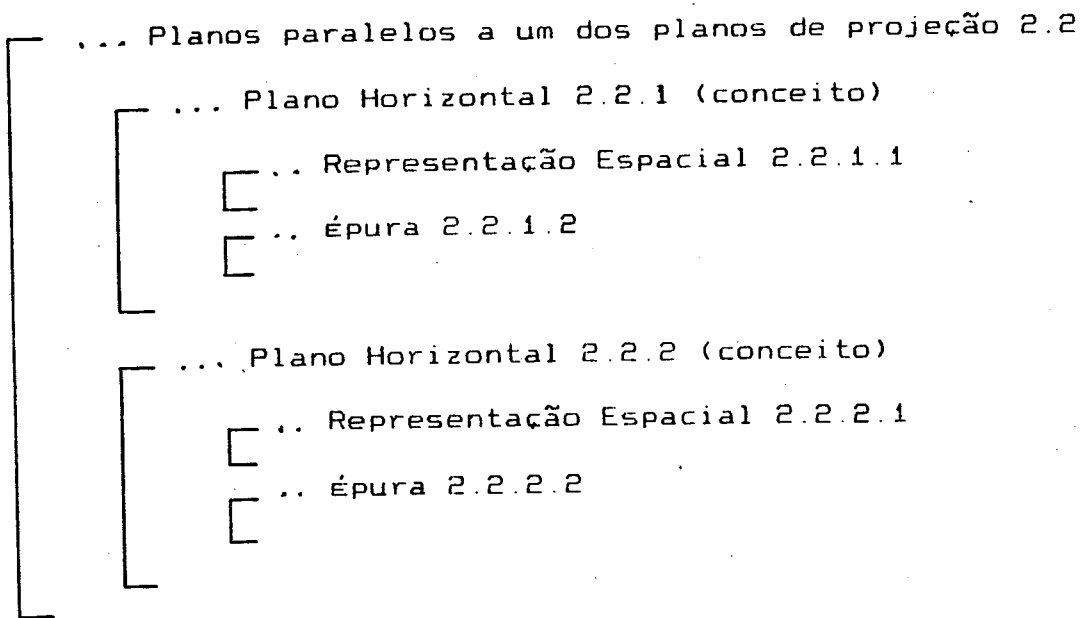 ... Planos paralelos a um dos planos de projeção 2.2
... Plano Horizontal 2.2.1 (conceito)
.. Representação Espacial 2.2.1.1
.. Épura 2.2.1.2
... Plano Horizontal 2.2.2 (conceito)
.. Representação Espacial 2.2.2.1
.. Épura 2.2.2.2